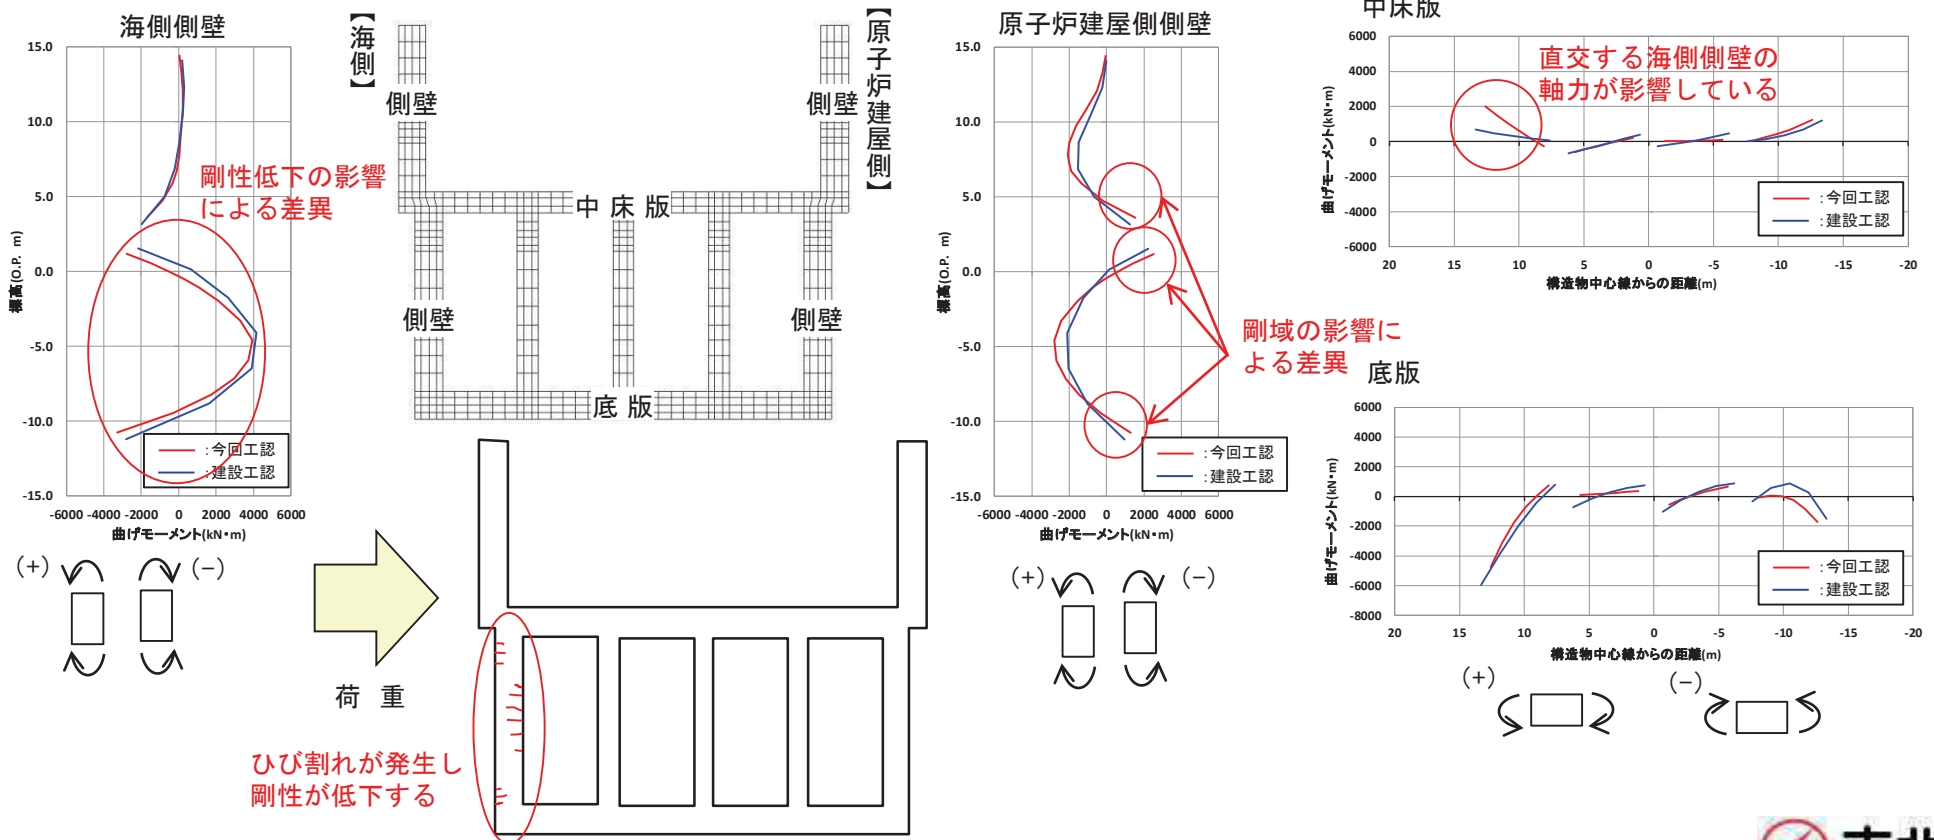 海側側壁
15.0
10.0
5.0
0.0
-5.0
-10.0
-15.0
標高(O.P. m)
-6000 -4000 -2000 0 2000 4000 6000
曲げモーメント(kN・m)
剛性低下の影響
による差異
:今回工認
:建設工認
(+)
(−)
【海側】
側壁
側壁
【原子炉建屋側】
中 床 版
側壁
側壁
底 版
荷 重
ひび割れが発生し
剛性が低下する
原子炉建屋側側壁
15.0
10.0
5.0
0.0
-5.0
-10.0
-15.0
標高(O.P. m)
-6000 -4000 -2000 0 2000 4000 6000
曲げモーメント(kN・m)
剛域の影響に
よる差異
:今回工認
:建設工認
(+)
(−)
中床版
6000
4000
2000
0
-2000
-4000
-6000
曲げモーメント(kN・m)
直交する海側側壁の
軸力が影響している
:今回工認
:建設工認
20 15 10 5 0 -5 -10 -15 -20
構造物中心線からの距離(m)
底版
6000
4000
2000
0
-2000
-4000
-6000
-8000
曲げモーメント(kN・m)
:今回工認
:建設工認
20 15 10 5 0 -5 -10 -15 -20
構造物中心線からの距離(m)
(+)
(−)